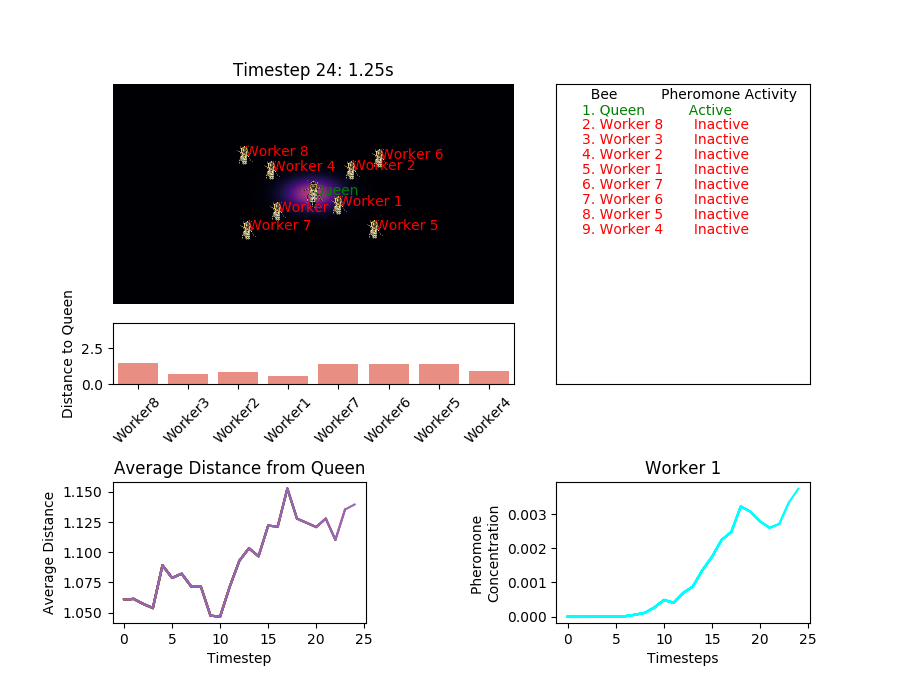 Timestep 24: 1.25s
Worker 8
Worker 6
Worker 4
Worker 2
Queen
Worker 1
Worker
Worker 7
Worker 5
Bee Pheromone Activity
1. Queen Active
2. Worker 8 Inactive
3. Worker 3 Inactive
4. Worker 2 Inactive
5. Worker 1 Inactive
6. Worker 7 Inactive
7. Worker 6 Inactive
8. Worker 5 Inactive
9. Worker 4 Inactive
Distance to Queen
2.5
0.0
Worker8 Worker3 Worker2 Worker1 Worker7 Worker6 Worker5 Worker4
Average Distance from Queen
Average Distance
1.150
1.125
1.100
1.075
1.050
0 5 10 15 20 25
Timestep
Worker 1
Pheromone
Concentration
0.003
0.002
0.001
0.000
0 5 10 15 20 25
Timesteps